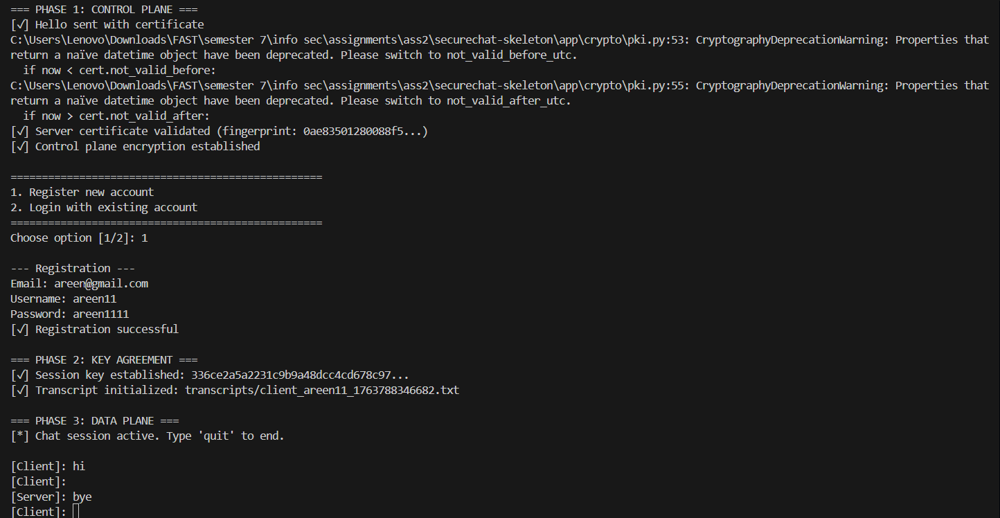 === PHASE 1: CONTROL PLANE ===
[√] Hello sent with certificate
C:\Users\Lenovo\Downloads\FAST\semester 7\info sec\assignments\ass2\securechat-skeleton\app\crypto\pki.py:53: CryptographyDeprecationWarning: Properties that
return a naïve datetime object have been deprecated. Please switch to not_valid_before_utc.
  if now < cert.not_valid_before:
C:\Users\Lenovo\Downloads\FAST\semester 7\info sec\assignments\ass2\securechat-skeleton\app\crypto\pki.py:55: CryptographyDeprecationWarning: Properties that
return a naïve datetime object have been deprecated. Please switch to not_valid_after_utc.
  if now > cert.not_valid_after:
[√] Server certificate validated (fingerprint: 0ae83501280088f5...)
[√] Control plane encryption established
==================================================
1. Register new account
2. Login with existing account
==================================================
Choose option [1/2]: 1
--- Registration ---
Email: areen@gmail.com
Username: areen11
Password: areen1111
[√] Registration successful
=== PHASE 2: KEY AGREEMENT ===
[√] Session key established: 336ce2a5a2231c9b9a48dcc4cd678c97...
[√] Transcript initialized: transcripts/client_areen11_1763788346682.txt
=== PHASE 3: DATA PLANE ===
[*] Chat session active. Type 'quit' to end.
[Client]: hi
[Client]:
[Server]: bye
[Client]: